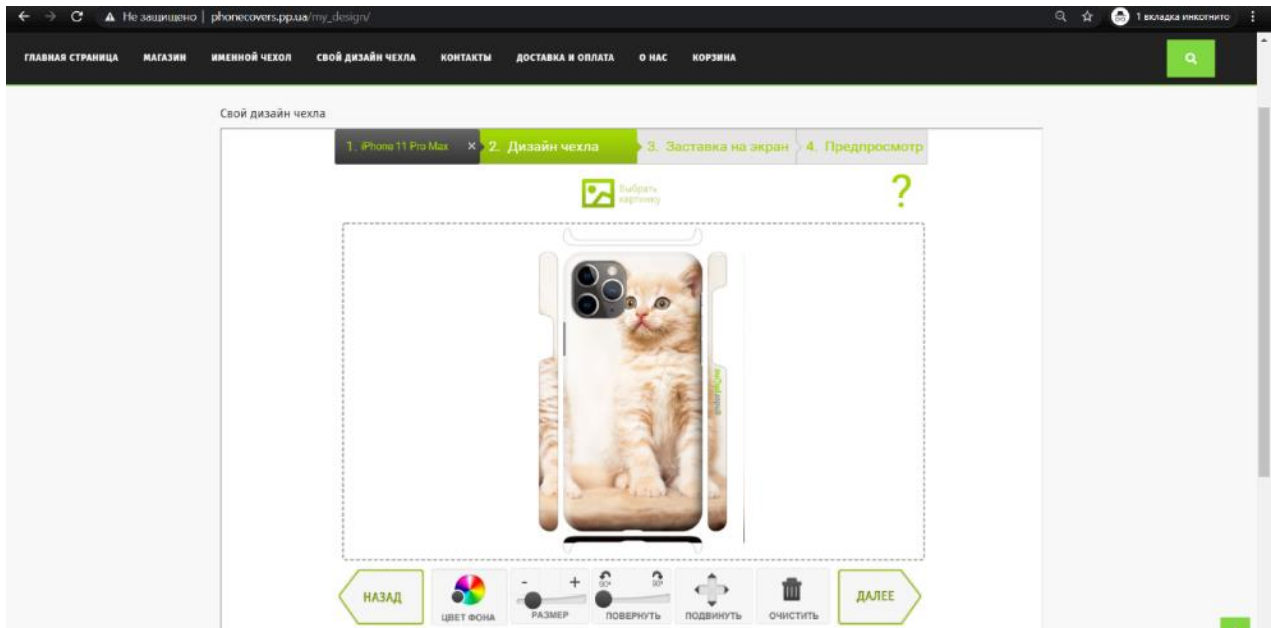 Не защищено | phonecovers.pp.ua/my_design/
1 вкладка инкогнито
ГЛАВНАЯ СТРАНИЦА МАГАЗИН ИМЕННОЙ ЧЕХОЛ СВОЙ ДИЗАЙН ЧЕХЛА КОНТАКТЫ ДОСТАВКА И ОПЛАТА О НАС КОРЗИНА
Свой дизайн чехла
1. iPhone 11 Pro Max × 2. Дизайн чехла 3. Заставка на экран 4. Предпросмотр
Выбрать
картинку
?
- +
90° 90°
НАЗАД ЦВЕТ ФОНА РАЗМЕР ПОВЕРНУТЬ ПОДВИНУТЬ ОЧИСТИТЬ ДАЛЕЕ